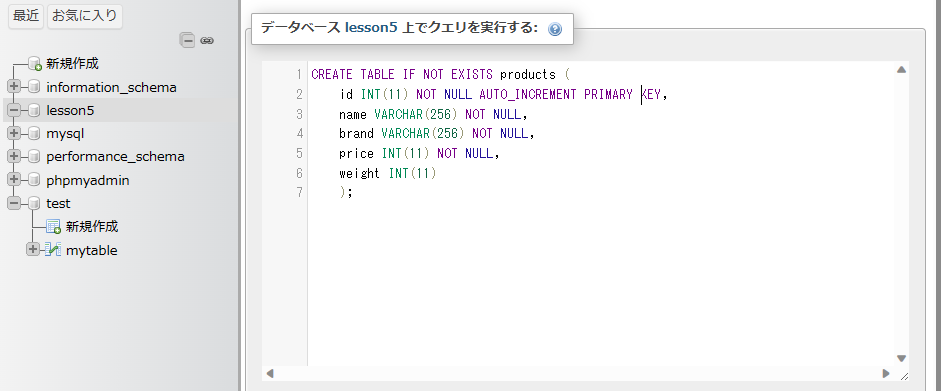 最近 お気に入り
新規作成
information_schema
lesson5
mysql
performance_schema
phpmyadmin
test
新規作成
mytable
データベース lesson5 上でクエリを実行する:
1 CREATE TABLE IF NOT EXISTS products (
2 id INT(11) NOT NULL AUTO_INCREMENT PRIMARY KEY,
3 name VARCHAR(256) NOT NULL,
4 brand VARCHAR(256) NOT NULL,
5 price INT(11) NOT NULL,
6 weight INT(11)
7 );